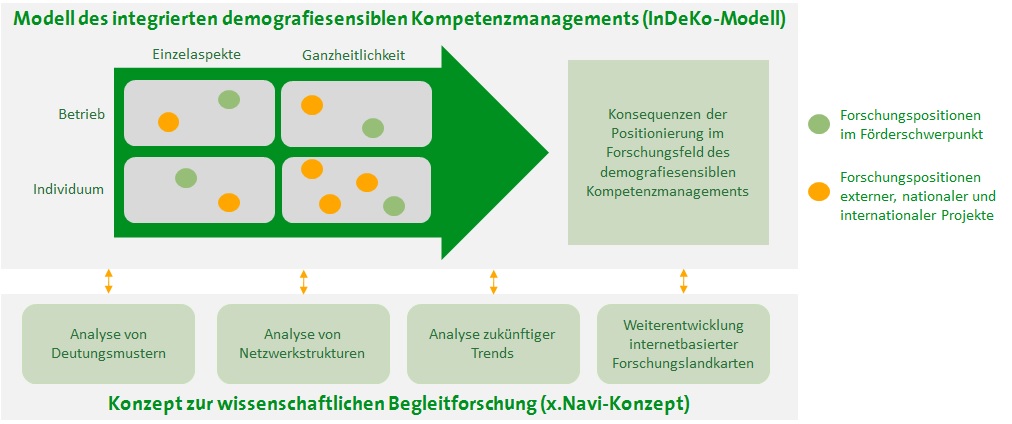 Modell des integrierten demografiesensiblen Kompetenzmanagements (InDeKo-Modell)
Einzelaspekte
Ganzheitlichkeit
Betrieb
Individuum
Konsequenzen der
Positionierung im
Forschungsfeld des
demografiesensiblen
Kompetenzmanagements
Forschungspositionen
im Förderschwerpunkt
Forschungspositionen
externer, nationaler und
internationaler Projekte
Analyse von
Deutungsmustern
Analyse von
Netzwerkstrukturen
Analyse zukünftiger
Trends
Weiterentwicklung
internetbasierter
Forschungslandkarten
Konzept zur wissenschaftlichen Begleitforschung (x.Navi-Konzept)